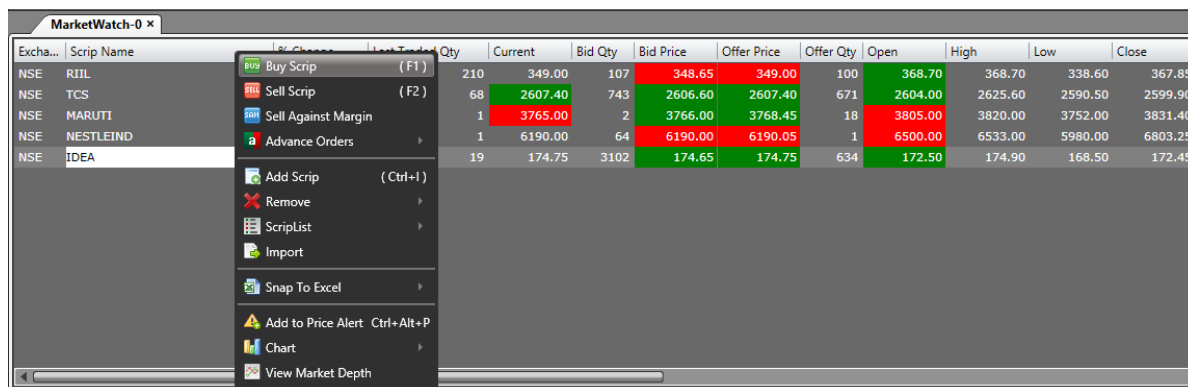 MarketWatch-0 ×
Excha... Scrip Name % Change Last Traded Qty Current Bid Qty Bid Price Offer Price Offer Qty Open High Low Close
NSE RIIL 210 349.00 107 348.65 349.00 100 368.70 368.70 338.60 367.85
NSE TCS 68 2607.40 743 2606.60 2607.40 671 2604.00 2625.60 2590.50 2599.90
NSE MARUTI 1 3765.00 2 3766.00 3768.45 18 3805.00 3820.00 3752.00 3831.40
NSE NESTLEIND 1 6190.00 64 6190.00 6190.05 1 6500.00 6533.00 5980.00 6803.25
NSE IDEA 19 174.75 3102 174.65 174.75 634 172.50 174.90 168.50 172.45
BUY Buy Scrip (F1)
SELL Sell Scrip (F2)
SAM Sell Against Margin
a Advance Orders
Add Scrip (Ctrl+I)
Remove
ScripList
Import
Snap To Excel
Add to Price Alert Ctrl+Alt+P
Chart
View Market Depth